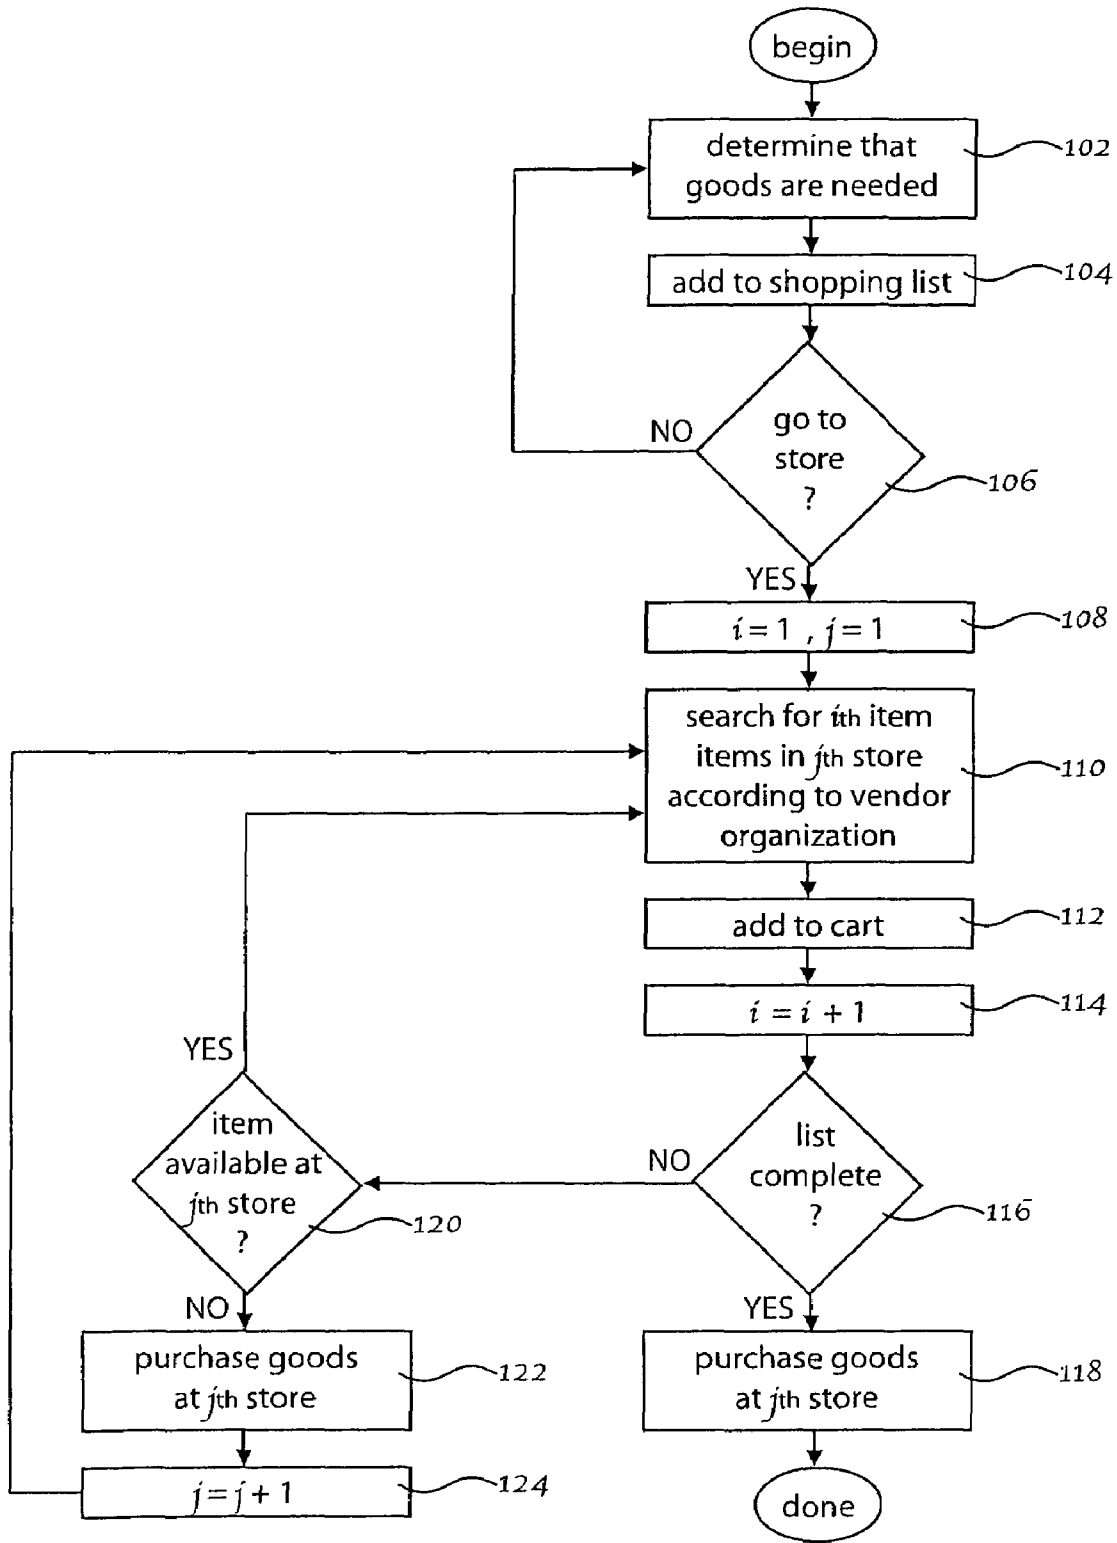 begin
determine that
goods are needed
102
add to shopping list
104
go to
store
?
106
NO
YES
i = 1 , j = 1
108
search for ith item
items in jth store
according to vendor
organization
110
add to cart
112
i = i + 1
114
list
complete
?
116
NO
YES
item
available at
jth store
?
120
YES
NO
purchase goods
at jth store
122
j = j + 1
124
purchase goods
at jth store
118
done